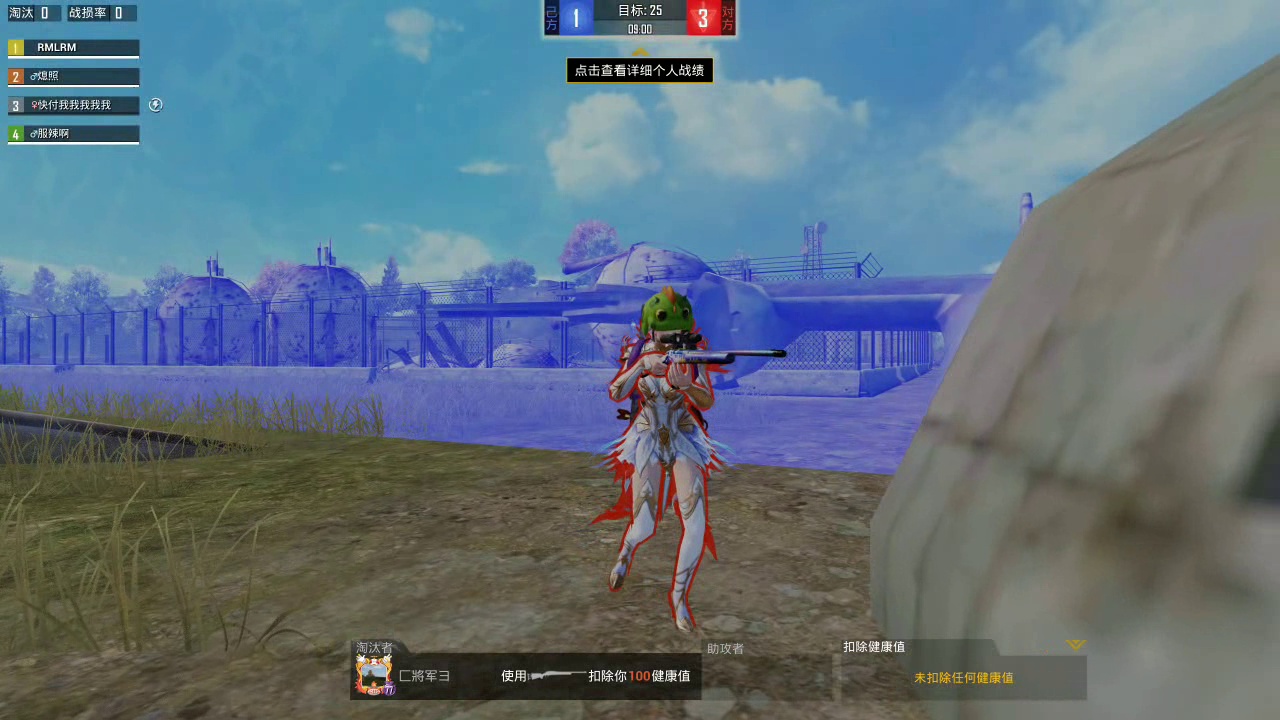 淘汰 0 战损率 0
己方 1 目标: 25 3 对方
09:00
点击查看详细个人战绩
1 RMLRM
2 ♂熄照
3 ♀快付我我我我我
4 ♂服辣啊
淘汰者
匚將軍彐 使用 扣除你100健康值
助攻者
扣除健康值
未扣除任何健康值